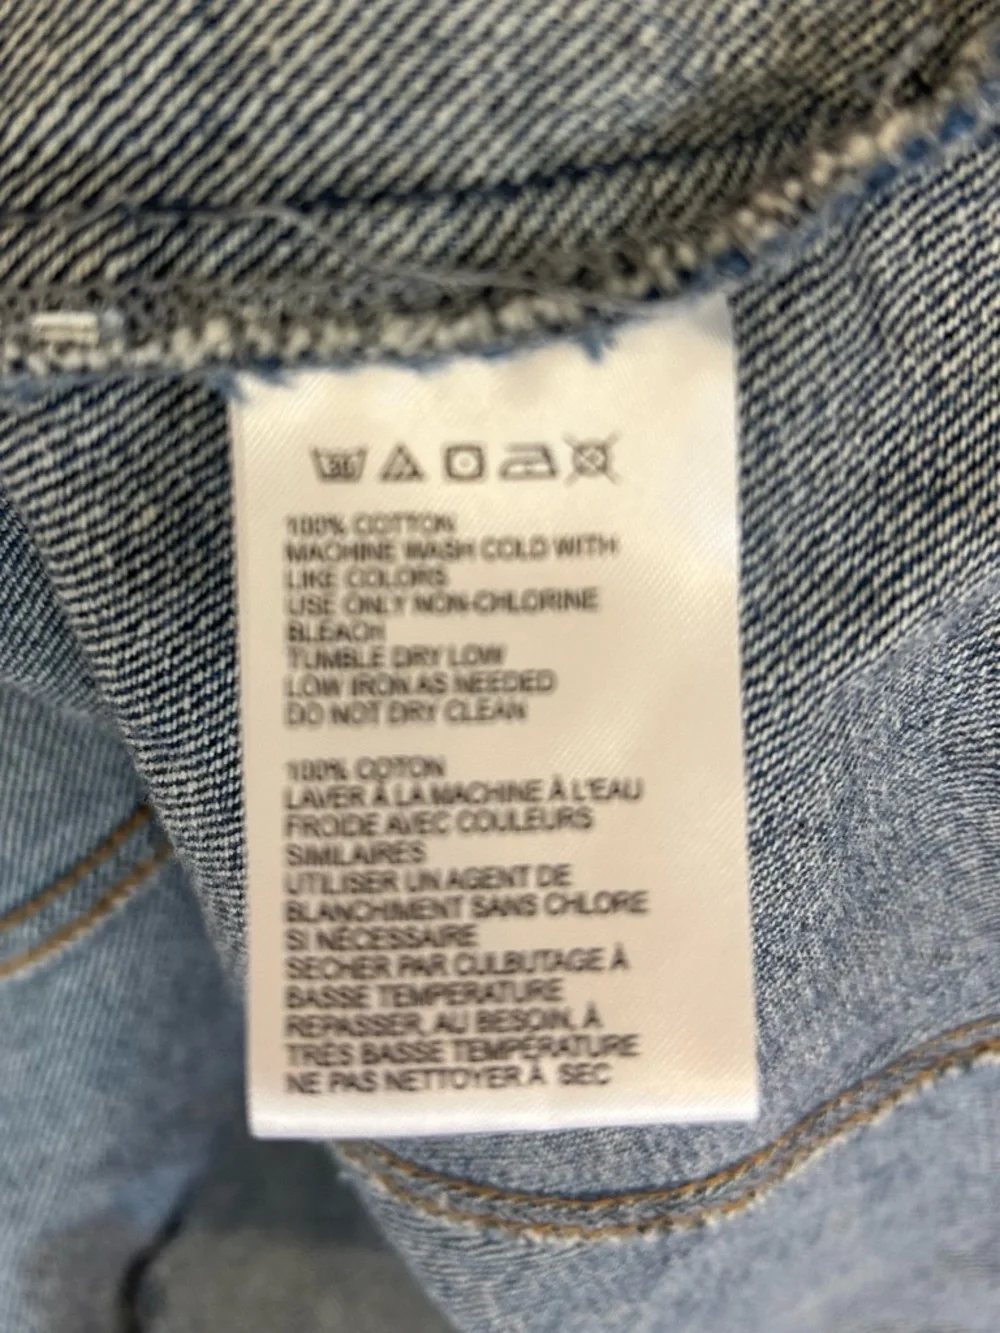 100% COTTON
MACHINE WASH COLD WITH
LIKE COLORS
USE ONLY NON-CHLORINE
BLEACH
TUMBLE DRY LOW
LOW IRON AS NEEDED
DO NOT DRY CLEAN
100% COTON
LAVER À LA MACHINE À L'EAU
FROIDE AVEC COULEURS
SIMILAIRES
UTILISER UN AGENT DE
BLANCHIMENT SANS CHLORE
SI NÉCESSAIRE
SECHER PAR CULBUTAGE À
BASSE TEMPERATURE
REPASSER, AU BESOIN, À
TRÈS BASSE TEMPÉRATURE
NE PAS NETTOYER À SEC